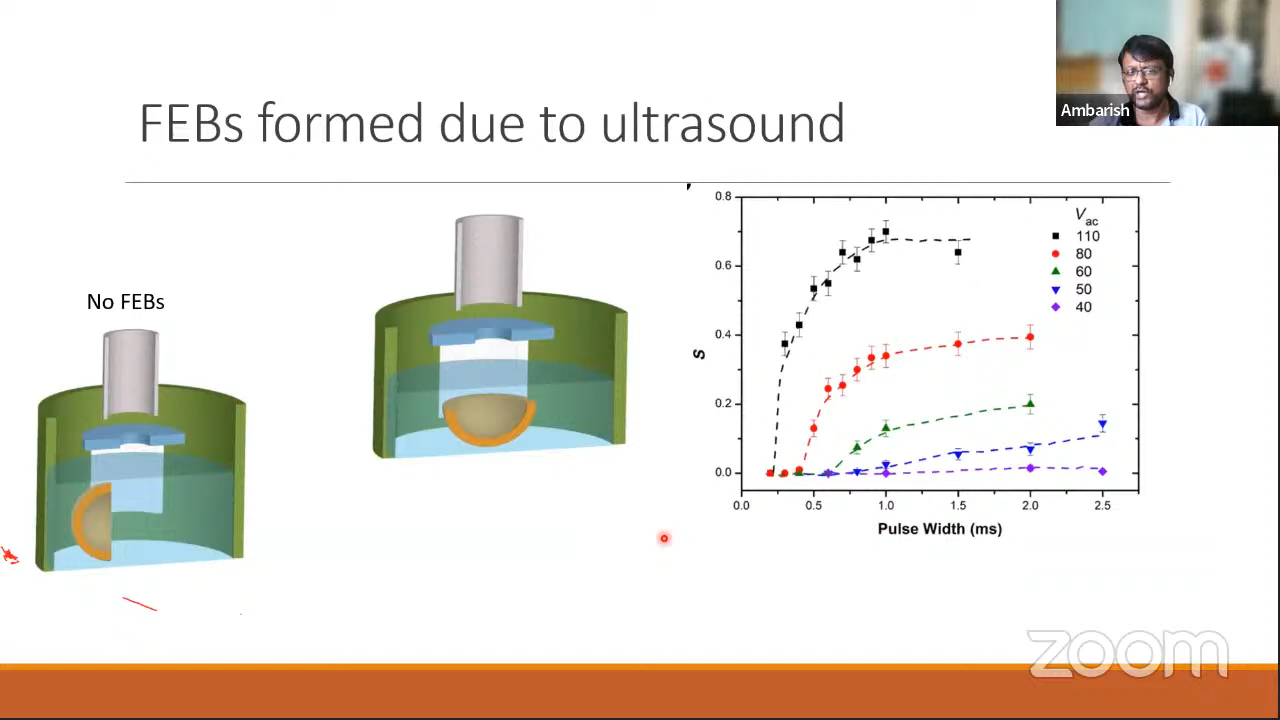 Ambarish
FEBs formed due to ultrasound
No FEBs
0.8
0.6
0.4
0.2
0.0
S
0.0 0.5 1.0 1.5 2.0 2.5
Pulse Width (ms)
Vac
110
80
60
50
40
zoom